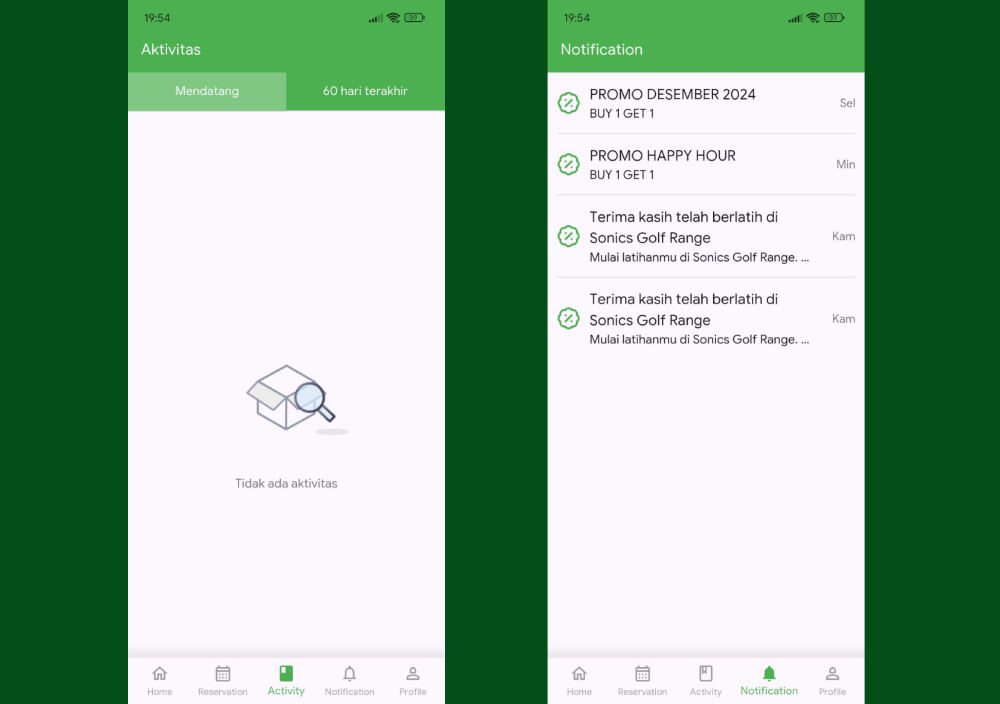 19:54
39
Aktivitas
Mendatang
60 hari terakhir
Tidak ada aktivitas
Home
Reservation
Activity
Notification
Profile
19:54
39
Notification
PROMO DESEMBER 2024
BUY 1 GET 1
Sel
PROMO HAPPY HOUR
BUY 1 GET 1
Min
Terima kasih telah berlatih di
Sonics Golf Range
Mulai latihanmu di Sonics Golf Range. ...
Kam
Terima kasih telah berlatih di
Sonics Golf Range
Mulai latihanmu di Sonics Golf Range. ...
Kam
Home
Reservation
Activity
Notification
Profile